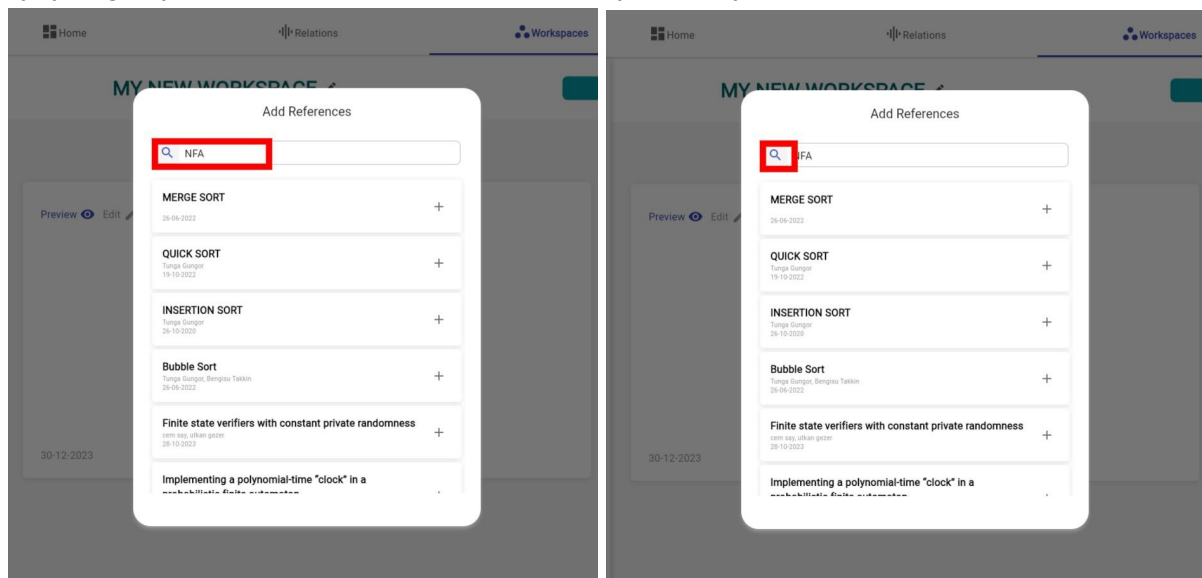 Home
Relations
Workspaces
MY NEW WORKSPACE
Add References
NFA
Preview
Edit
MERGE SORT
26-06-2022
QUICK SORT
Tunga Gungor
19-10-2022
INSERTION SORT
Tunga Gungor
26-10-2020
Bubble Sort
Tunga Gungor, Bengisu Takkin
26-06-2022
Finite state verifiers with constant private randomness
cem say, utkan gezer
28-10-2023
30-12-2023
Implementing a polynomial-time "clock" in a
probabilistic finite automaton
Home
Relations
Workspaces
MY NEW WORKSPACE
Add References
NFA
Preview
Edit
MERGE SORT
26-06-2022
QUICK SORT
Tunga Gungor
19-10-2022
INSERTION SORT
Tunga Gungor
26-10-2020
Bubble Sort
Tunga Gungor, Bengisu Takkin
26-06-2022
Finite state verifiers with constant private randomness
cem say, utkan gezer
28-10-2023
30-12-2023
Implementing a polynomial-time "clock" in a
probabilistic finite automaton